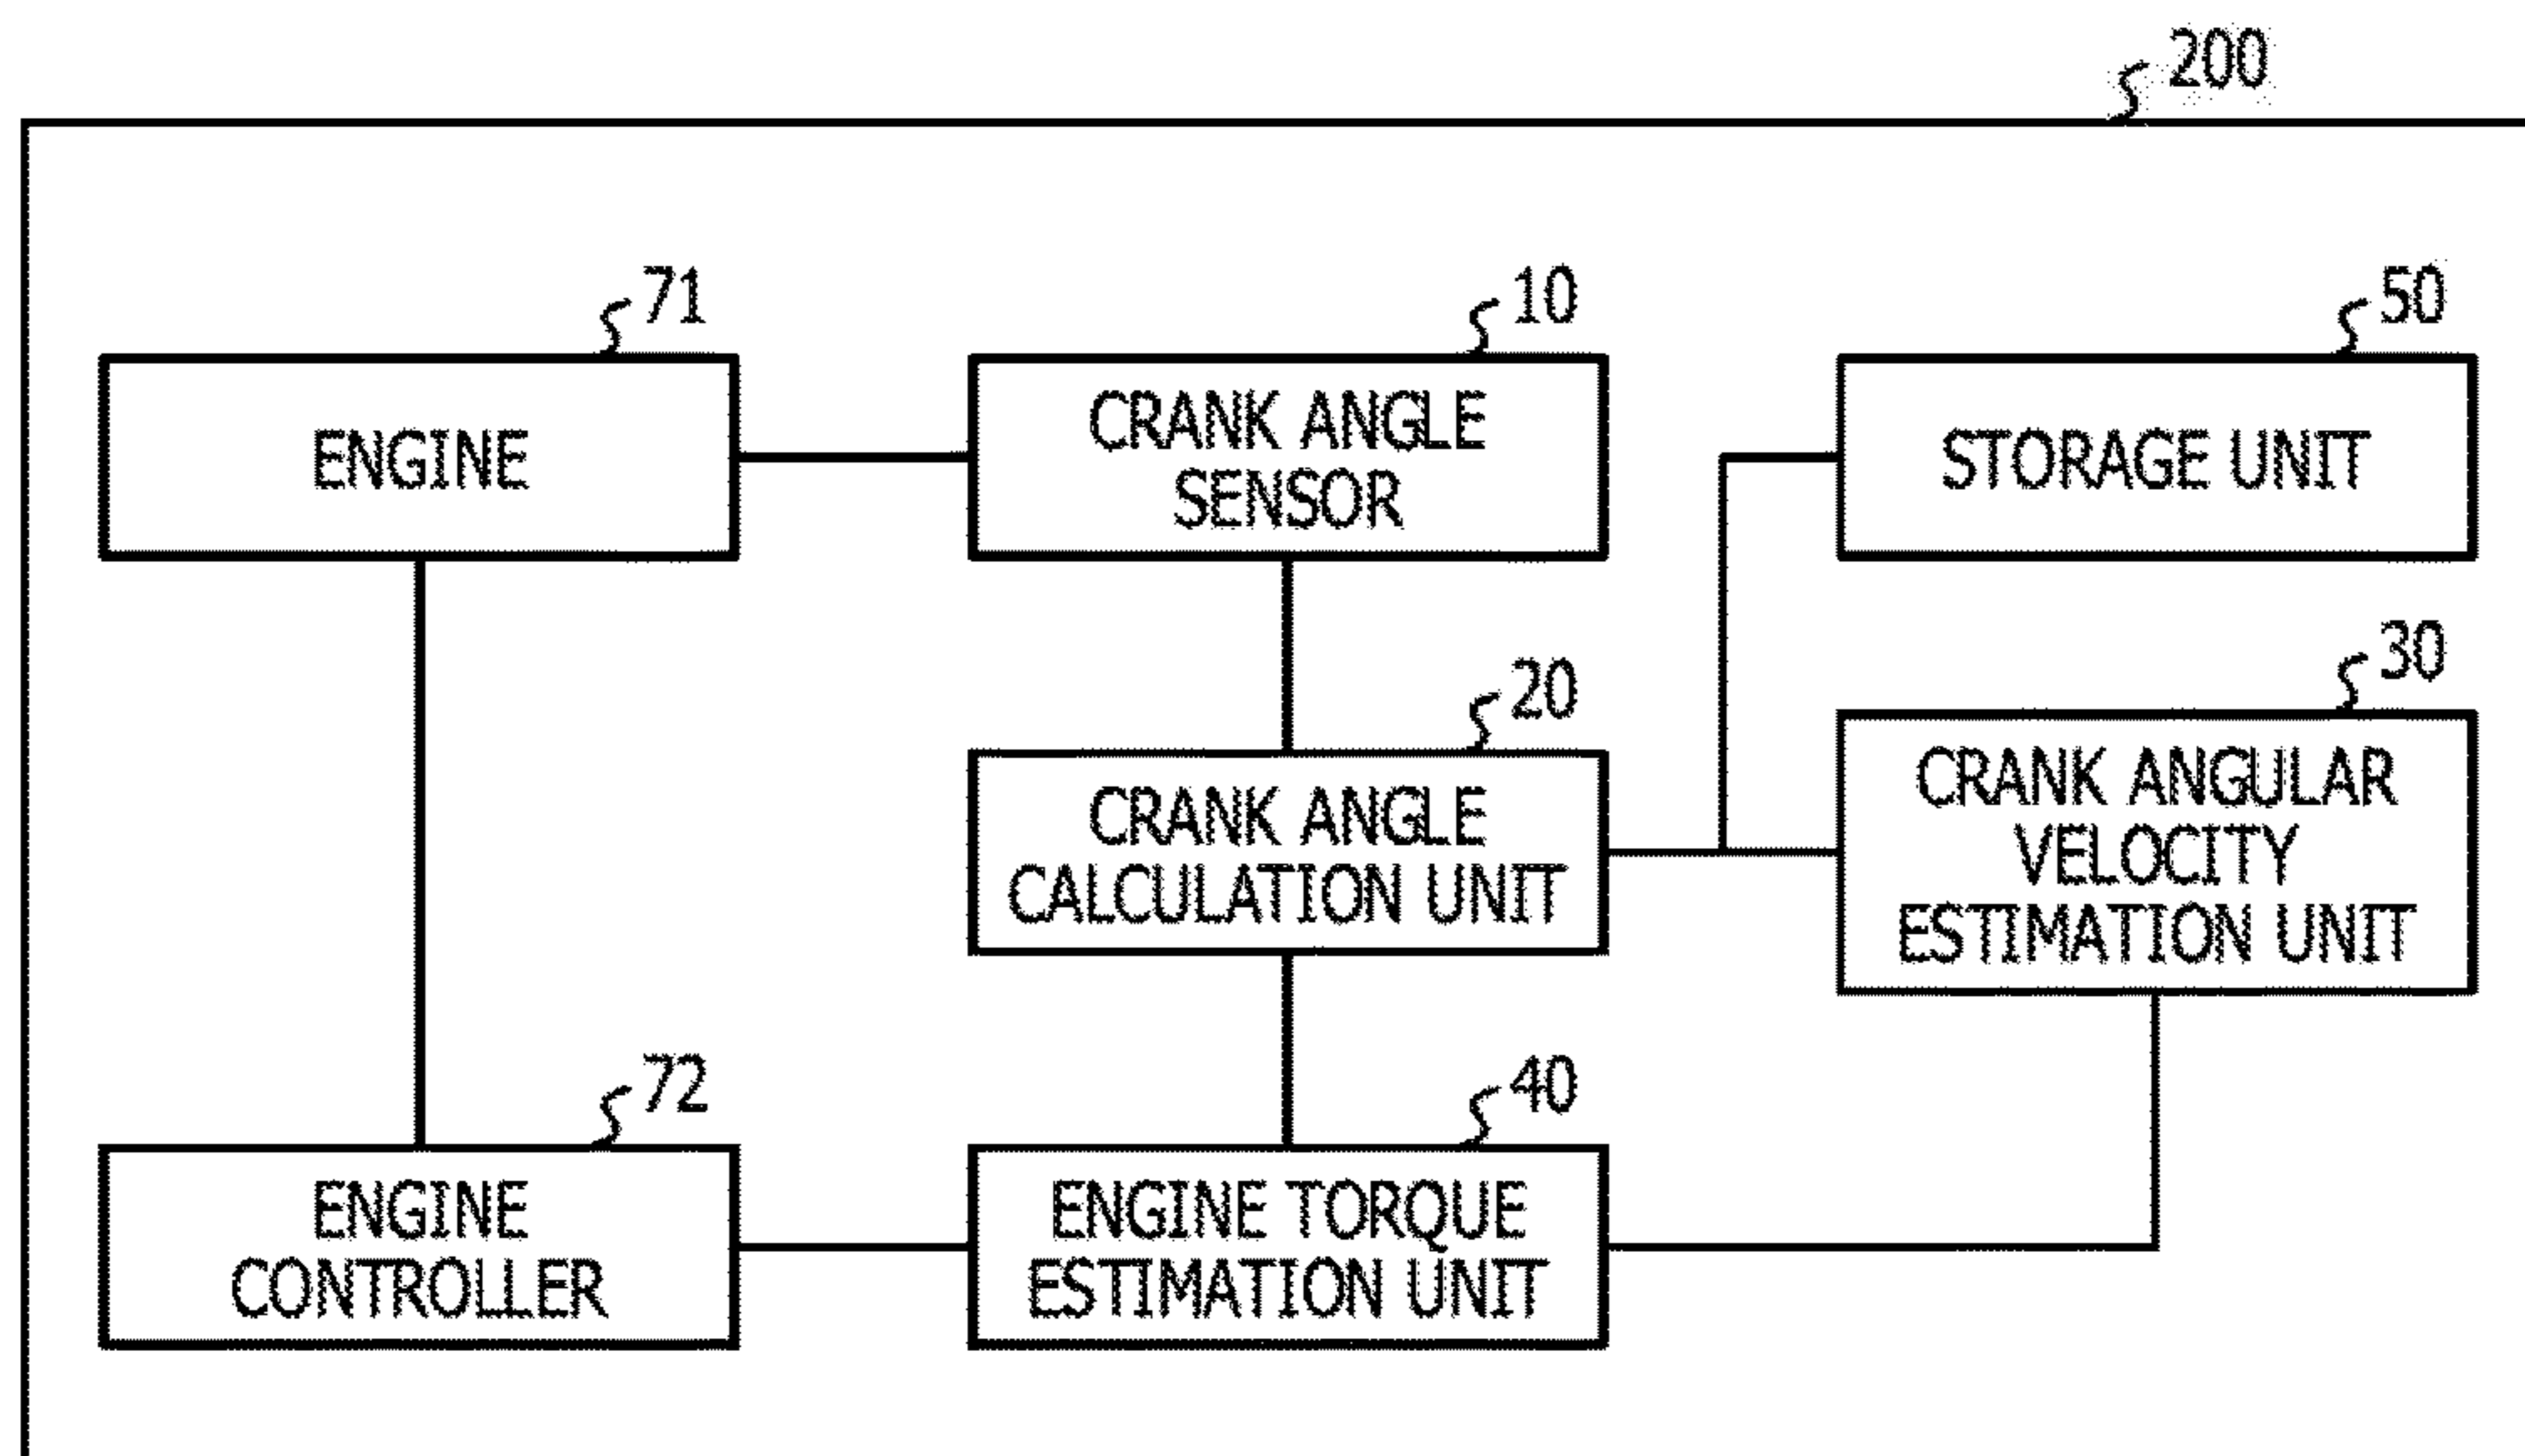 200
71
ENGINE
10
CRANK ANGLE
SENSOR
50
STORAGE UNIT
20
CRANK ANGLE
CALCULATION UNIT
30
CRANK ANGULAR
VELOCITY
ESTIMATION UNIT
72
ENGINE
CONTROLLER
40
ENGINE TORQUE
ESTIMATION UNIT